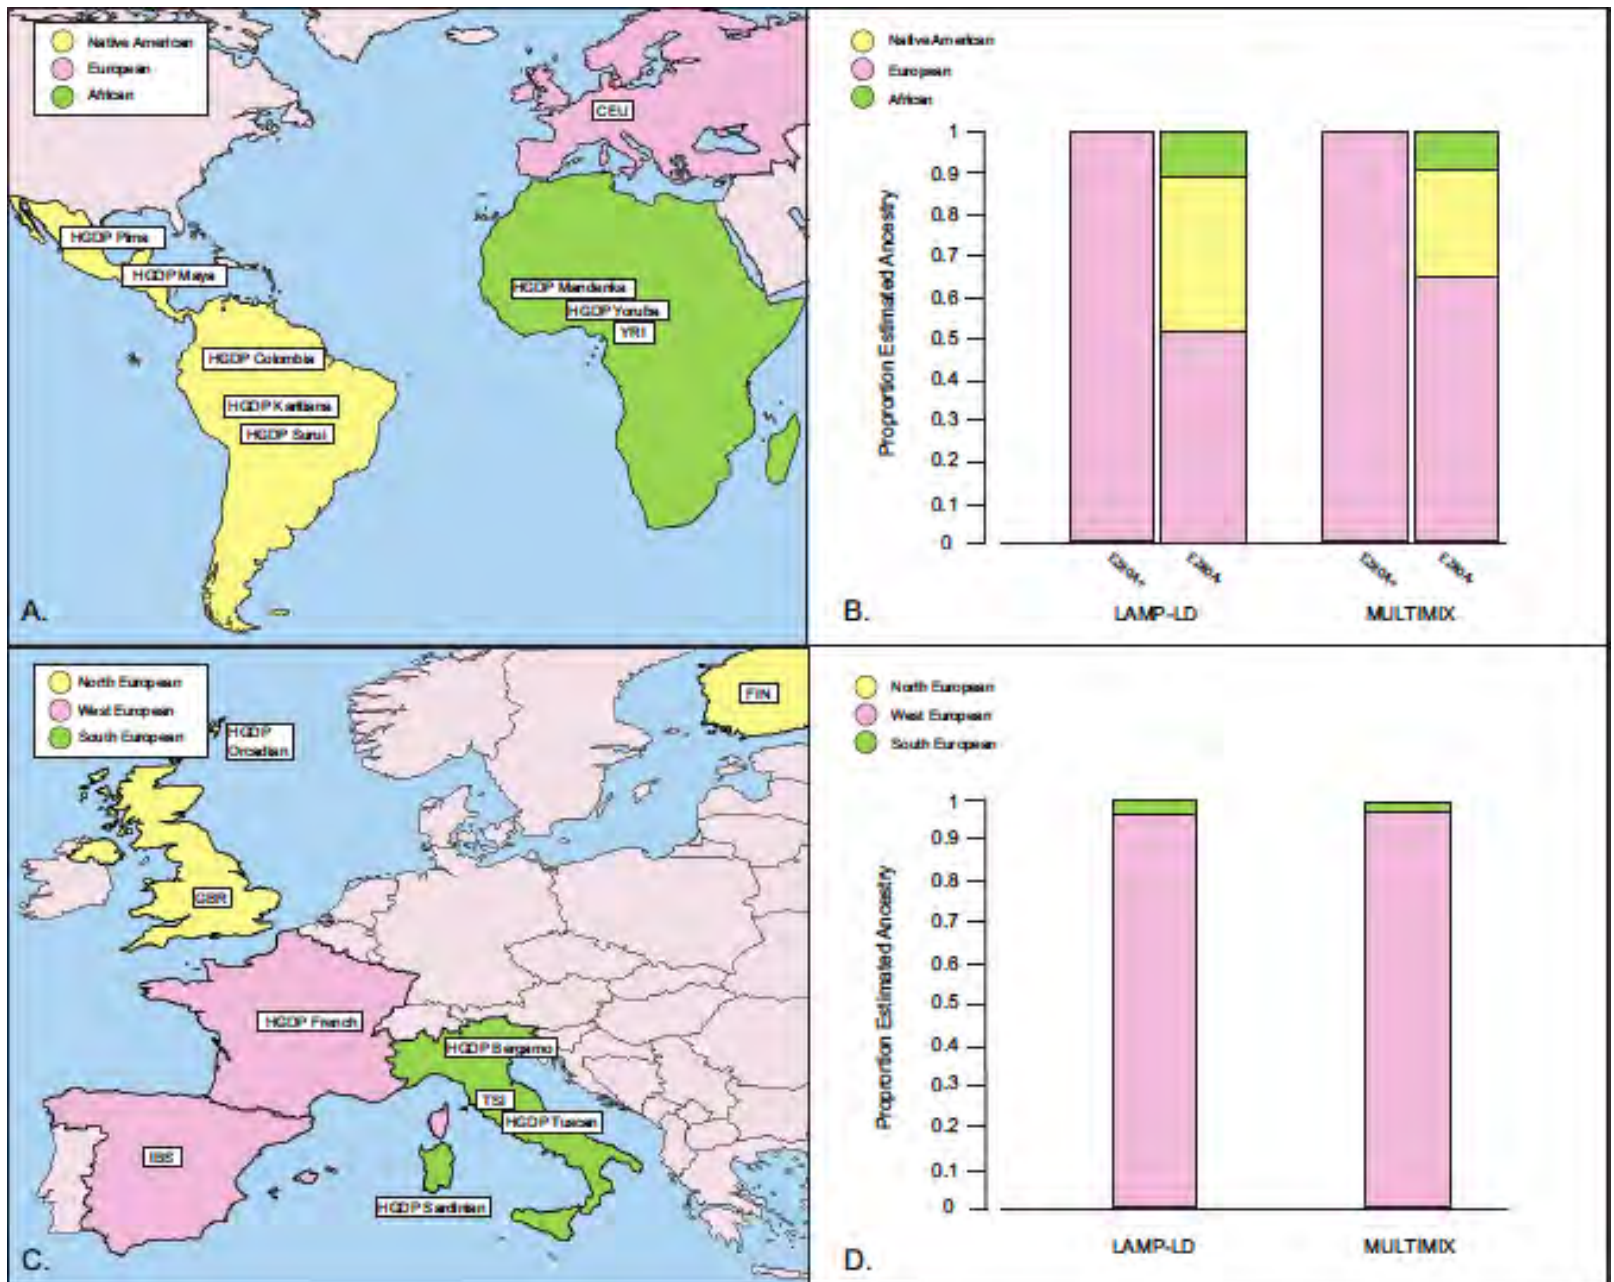 Native American
European
African
CEU
HGDP Pima
HGDP Maya
HGDP Mandenka
HGDP Yoruba
YRI
HGDP Colombia
HGDP Karitiana
HGDP Surui
A.
Native American
European
African
Proprortion Estimated Ancestry
1
0.9
0.8
0.7
0.6
0.5
0.4
0.3
0.2
0.1
0
LAMP-LD
MULTIMIX
B.
North European
West European
South European
HGDP
Orcadian
FIN
GBR
HGDP French
HGDP Bergamo
TSI
HGDP Tuscan
IBS
HGDP Sardinian
C.
North European
West European
South European
Proprortion Estimated Ancestry
1
0.9
0.8
0.7
0.6
0.5
0.4
0.3
0.2
0.1
0
LAMP-LD
MULTIMIX
D.